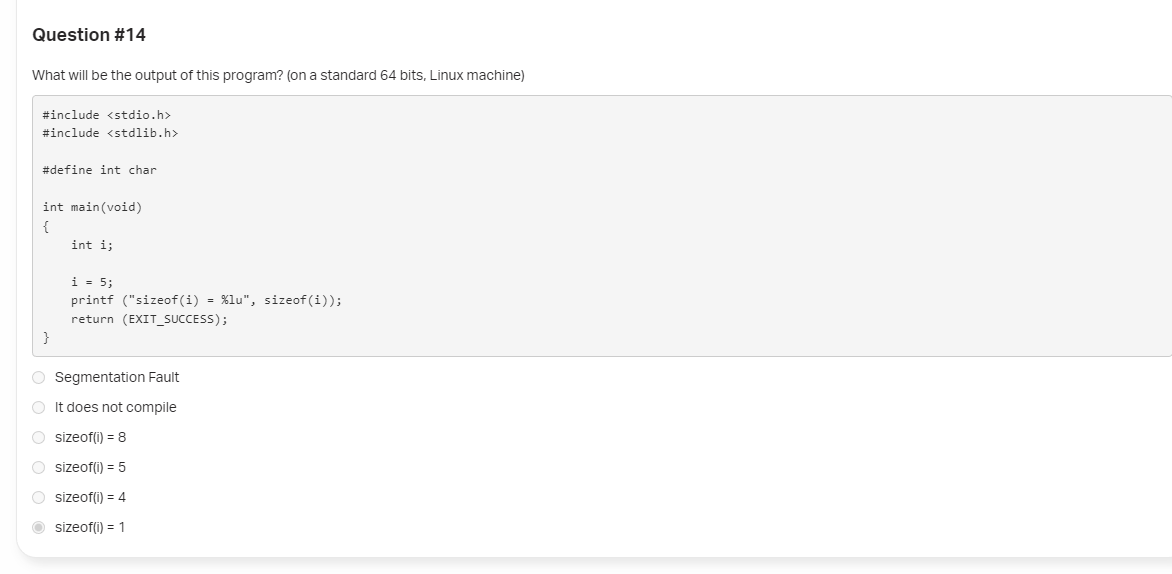 Question #14
What will be the output of this program? (on a standard 64 bits, Linux machine)
#include <stdio.h>
#include <stdlib.h>
#define int char
int main(void)
{
    int i;
    i = 5;
    printf ("sizeof(i) = %lu", sizeof(i));
    return (EXIT_SUCCESS);
}
Segmentation Fault
It does not compile
sizeof(i) = 8
sizeof(i) = 5
sizeof(i) = 4
sizeof(i) = 1